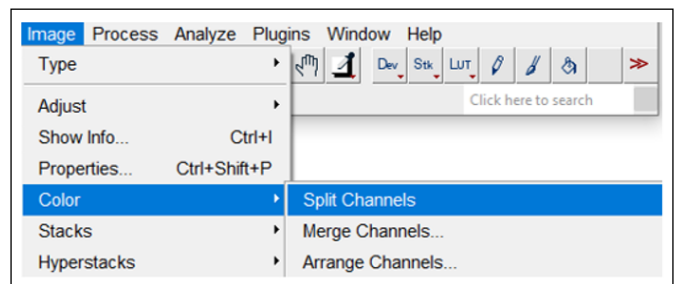 Image Process Analyze Plugins Window Help
Type
Dev Stk LUT
Click here to search
Adjust
Show Info... Ctrl+I
Properties... Ctrl+Shift+P
Color
Split Channels
Stacks
Merge Channels...
Hyperstacks
Arrange Channels...